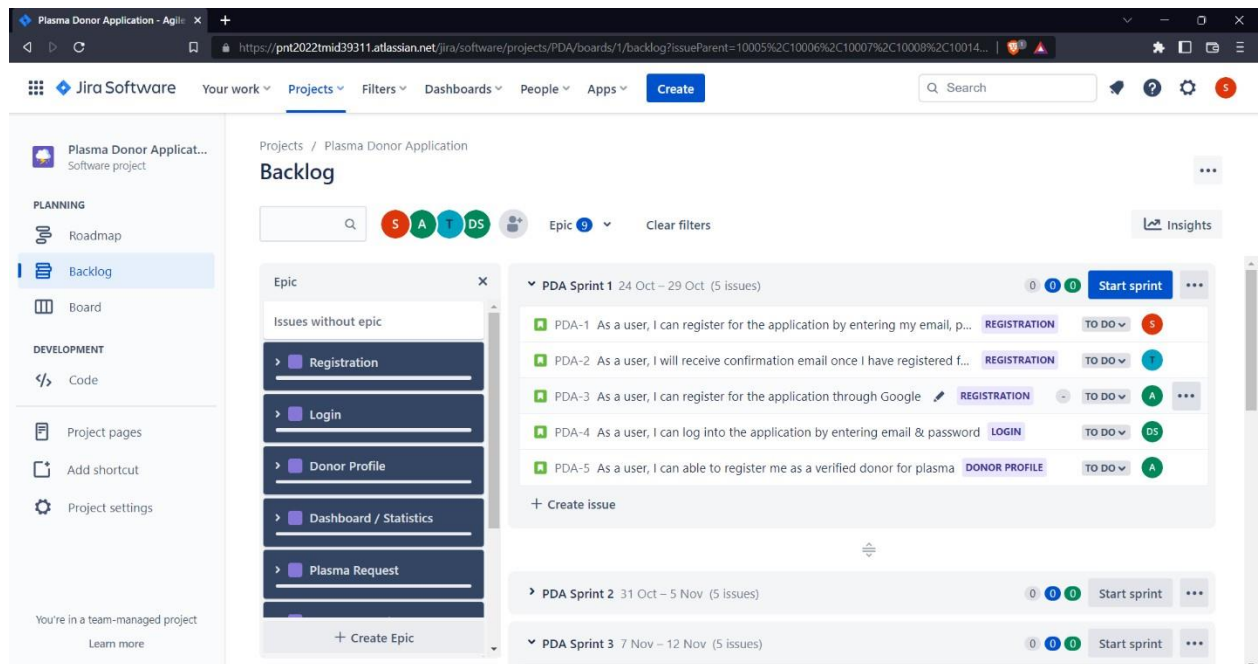 Plasma Donor Application - Agile
https://pnt2022tmid39311.atlassian.net/jira/software/projects/PDA/boards/1/backlog?issueParent=10005%2C10006%2C10007%2C10008%2C10014...
Jira Software Your work Projects Filters Dashboards People Apps Create Search S
Plasma Donor Applicat...
Software project
PLANNING
Roadmap
Backlog
Board
DEVELOPMENT
Code
Project pages
Add shortcut
Project settings
You're in a team-managed project
Learn more
Projects / Plasma Donor Application
Backlog
S A T DS Epic 9 Clear filters Insights
Epic
Issues without epic
Registration
Login
Donor Profile
Dashboard / Statistics
Plasma Request
+ Create Epic
PDA Sprint 1 24 Oct – 29 Oct (5 issues) 0 0 0 Start sprint
PDA-1 As a user, I can register for the application by entering my email, p... REGISTRATION TO DO S
PDA-2 As a user, I will receive confirmation email once I have registered f... REGISTRATION TO DO T
PDA-3 As a user, I can register for the application through Google REGISTRATION - TO DO A
PDA-4 As a user, I can log into the application by entering email & password LOGIN TO DO DS
PDA-5 As a user, I can able to register me as a verified donor for plasma DONOR PROFILE TO DO A
+ Create issue
PDA Sprint 2 31 Oct – 5 Nov (5 issues) 0 0 0 Start sprint
PDA Sprint 3 7 Nov – 12 Nov (5 issues) 0 0 0 Start sprint